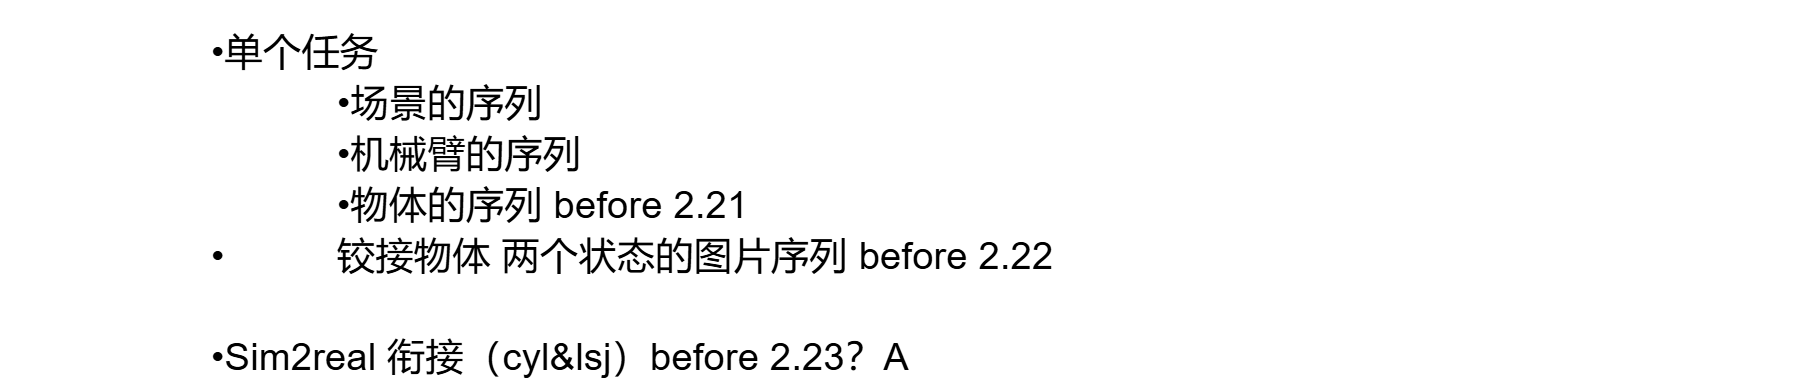 •单个任务
•场景的序列
•机械臂的序列
•物体的序列 before 2.21
• 铰接物体 两个状态的图片序列 before 2.22
•Sim2real 衔接（cyl&lsj）before 2.23？A